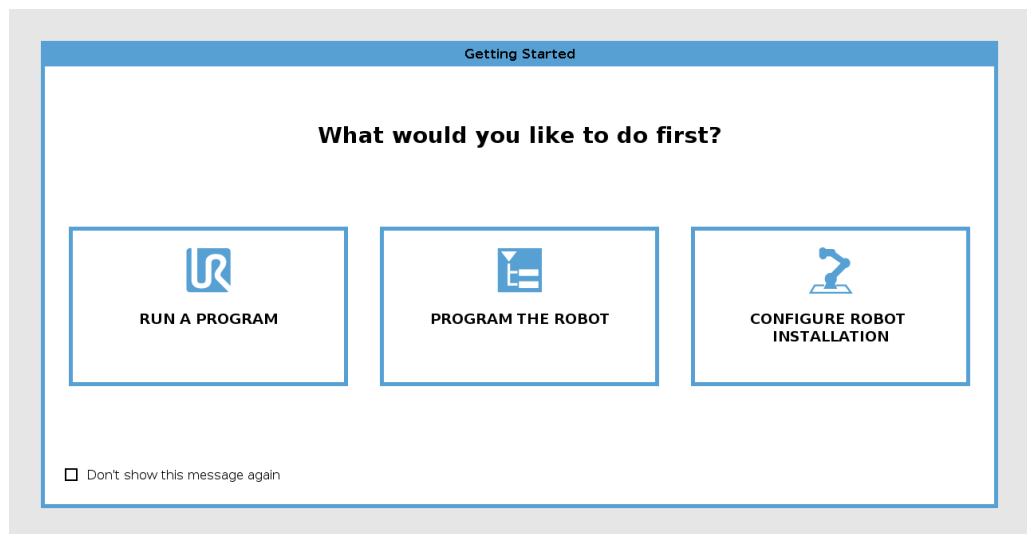 Getting Started
What would you like to do first?
RUN A PROGRAM
PROGRAM THE ROBOT
CONFIGURE ROBOT
INSTALLATION
Don't show this message again